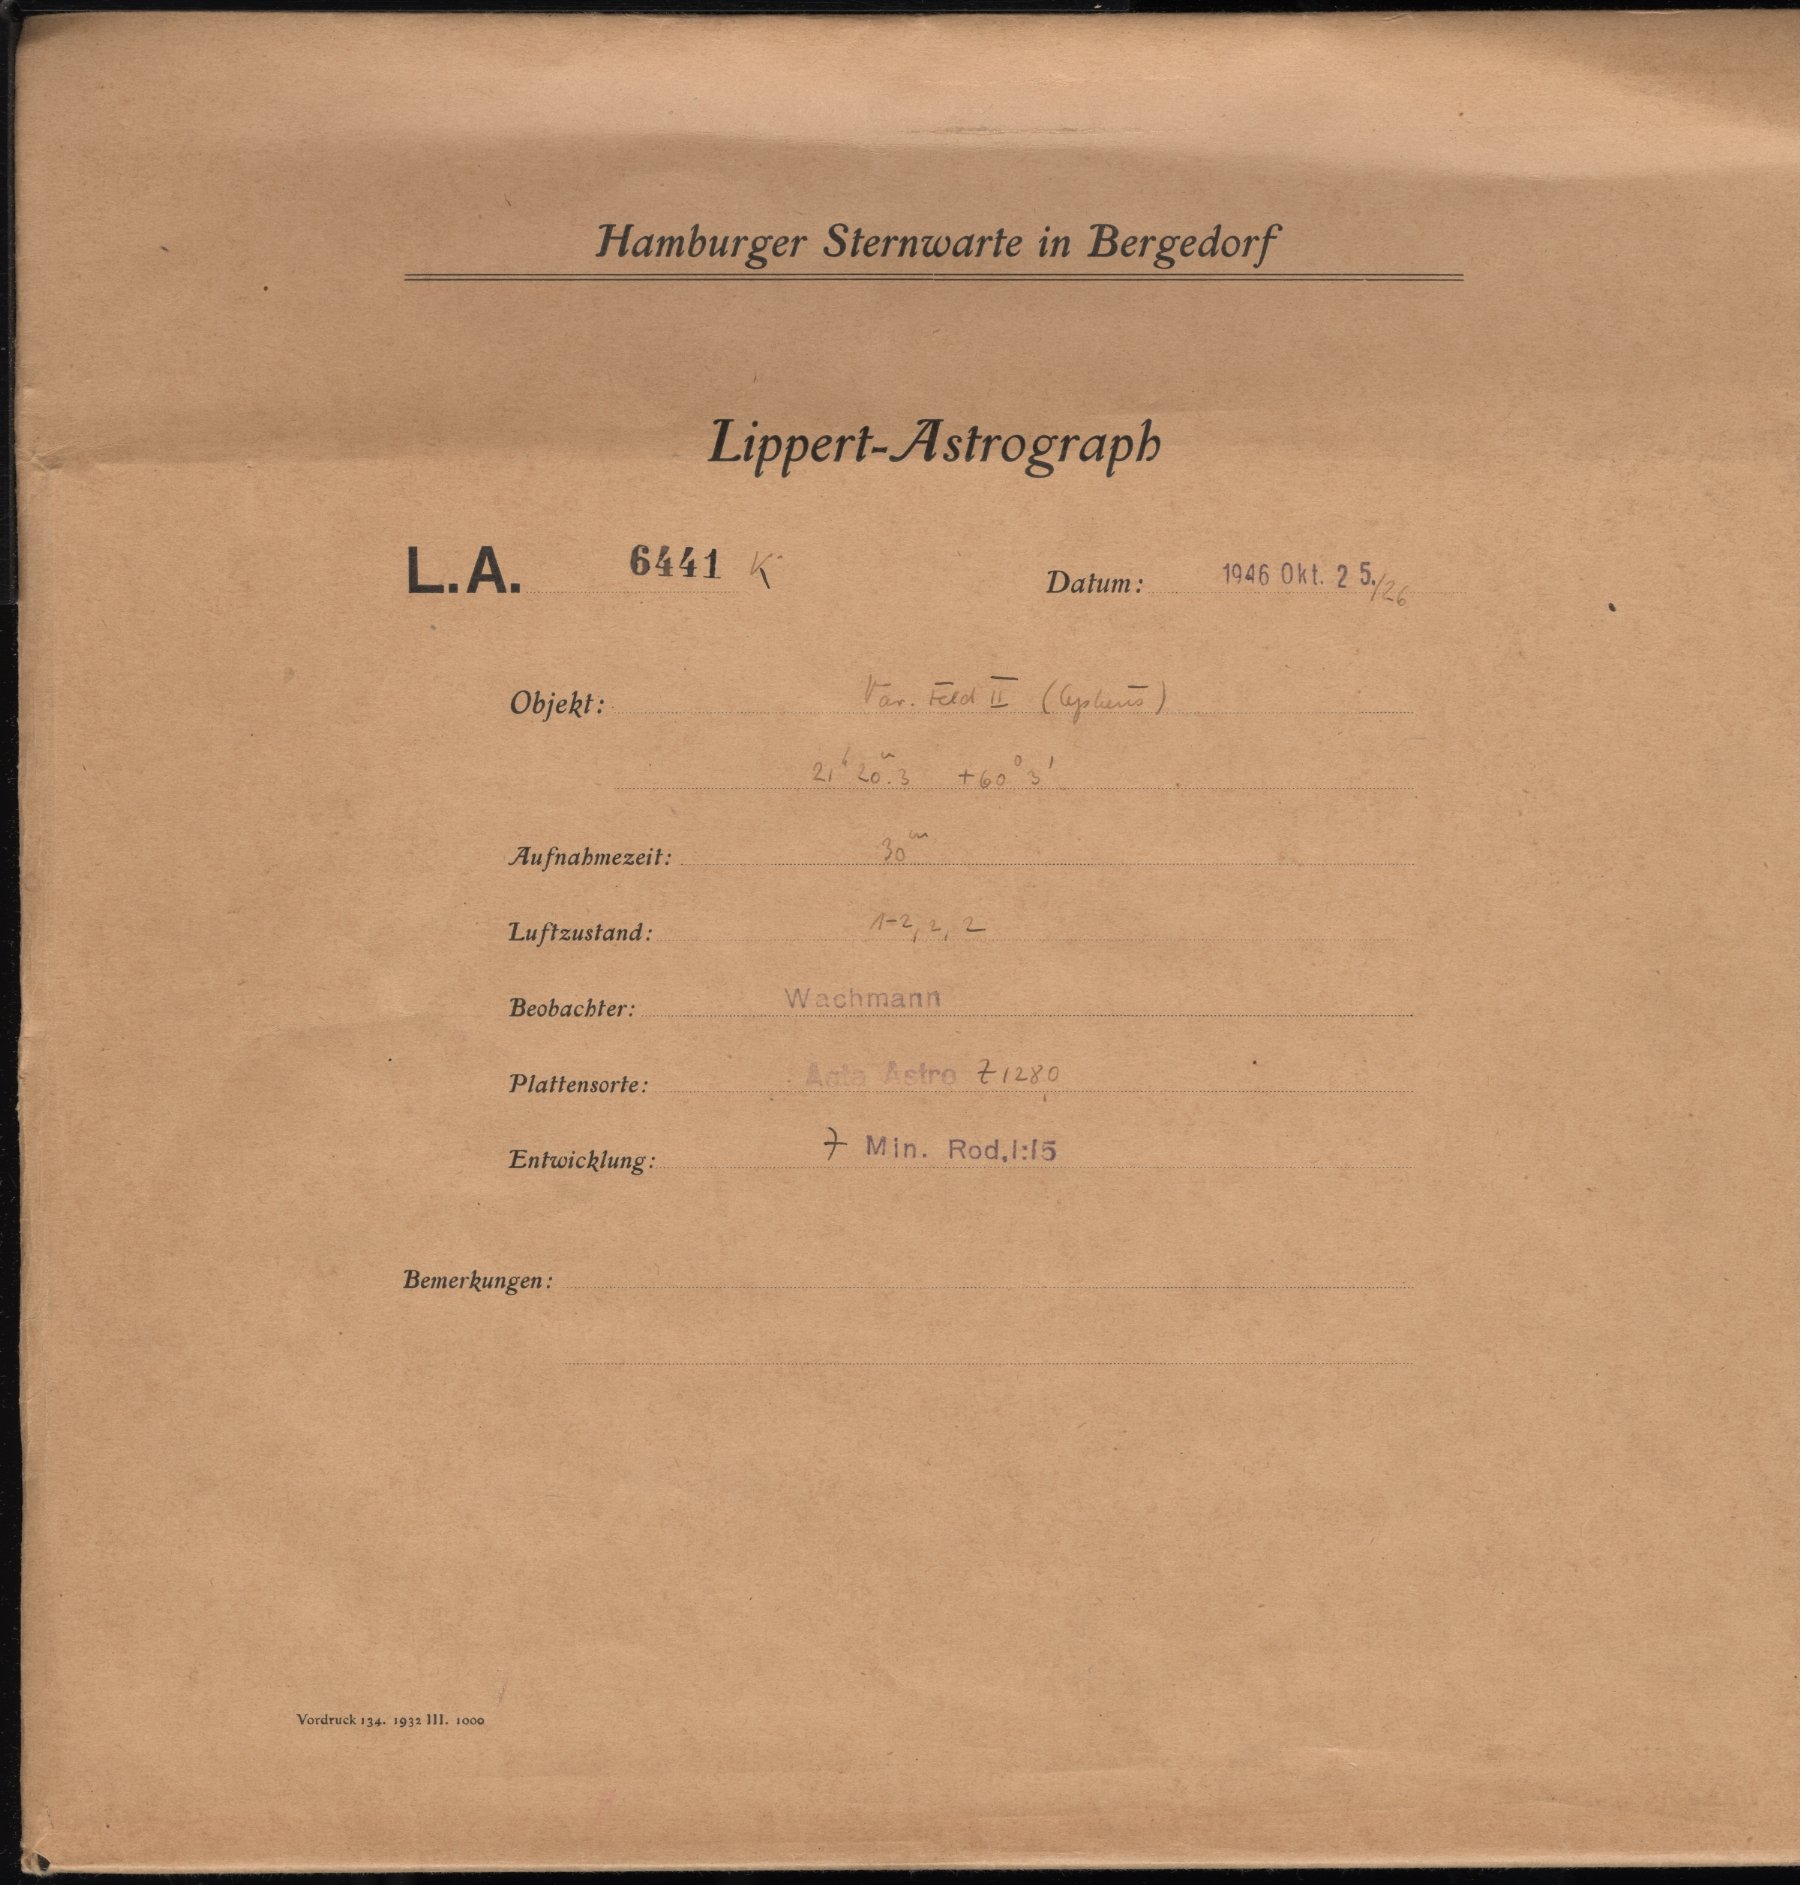 Hamburger Sternwarte in Bergedorf
Lippert-Astrograph
L.A. 6441 K Datum: 1946 Okt. 25./26
Objekt: Var. Feld II (Cepheus)
21h 20m.3 +60° 3'
Aufnahmezeit: 30m
Luftzustand: 1-2, 2, 2
Beobachter: Wachmann
Plattensorte: Agfa Astro Z1280
Entwicklung: 7 Min. Rod.1:15
Bemerkungen:
Vordruck 134. 1932 III. 1000